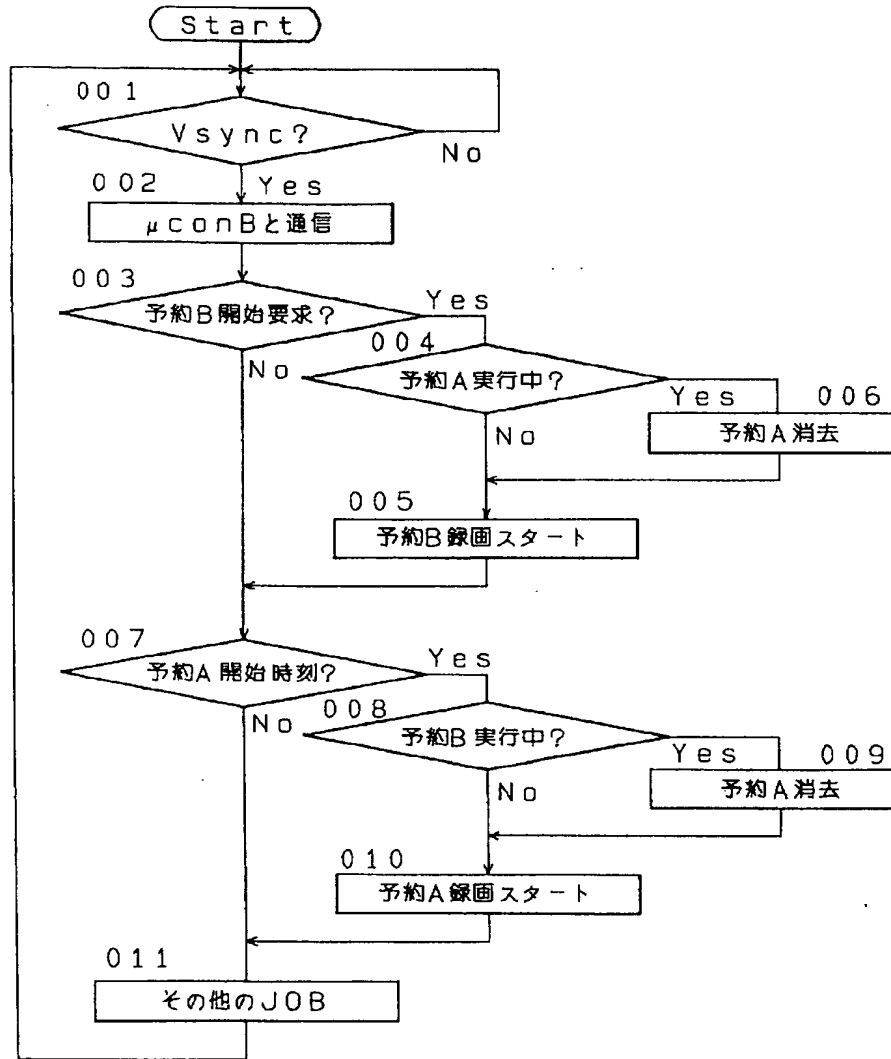 Start
001
Vsync?
No
002
Yes
μconBと通信
003
予約B開始要求?
Yes
No
004
予約A実行中?
Yes
006
No
予約A消去
005
予約B録画スタート
007
予約A開始時刻?
Yes
No
008
予約B実行中?
Yes
009
No
予約A消去
010
予約A録画スタート
011
その他のJOB